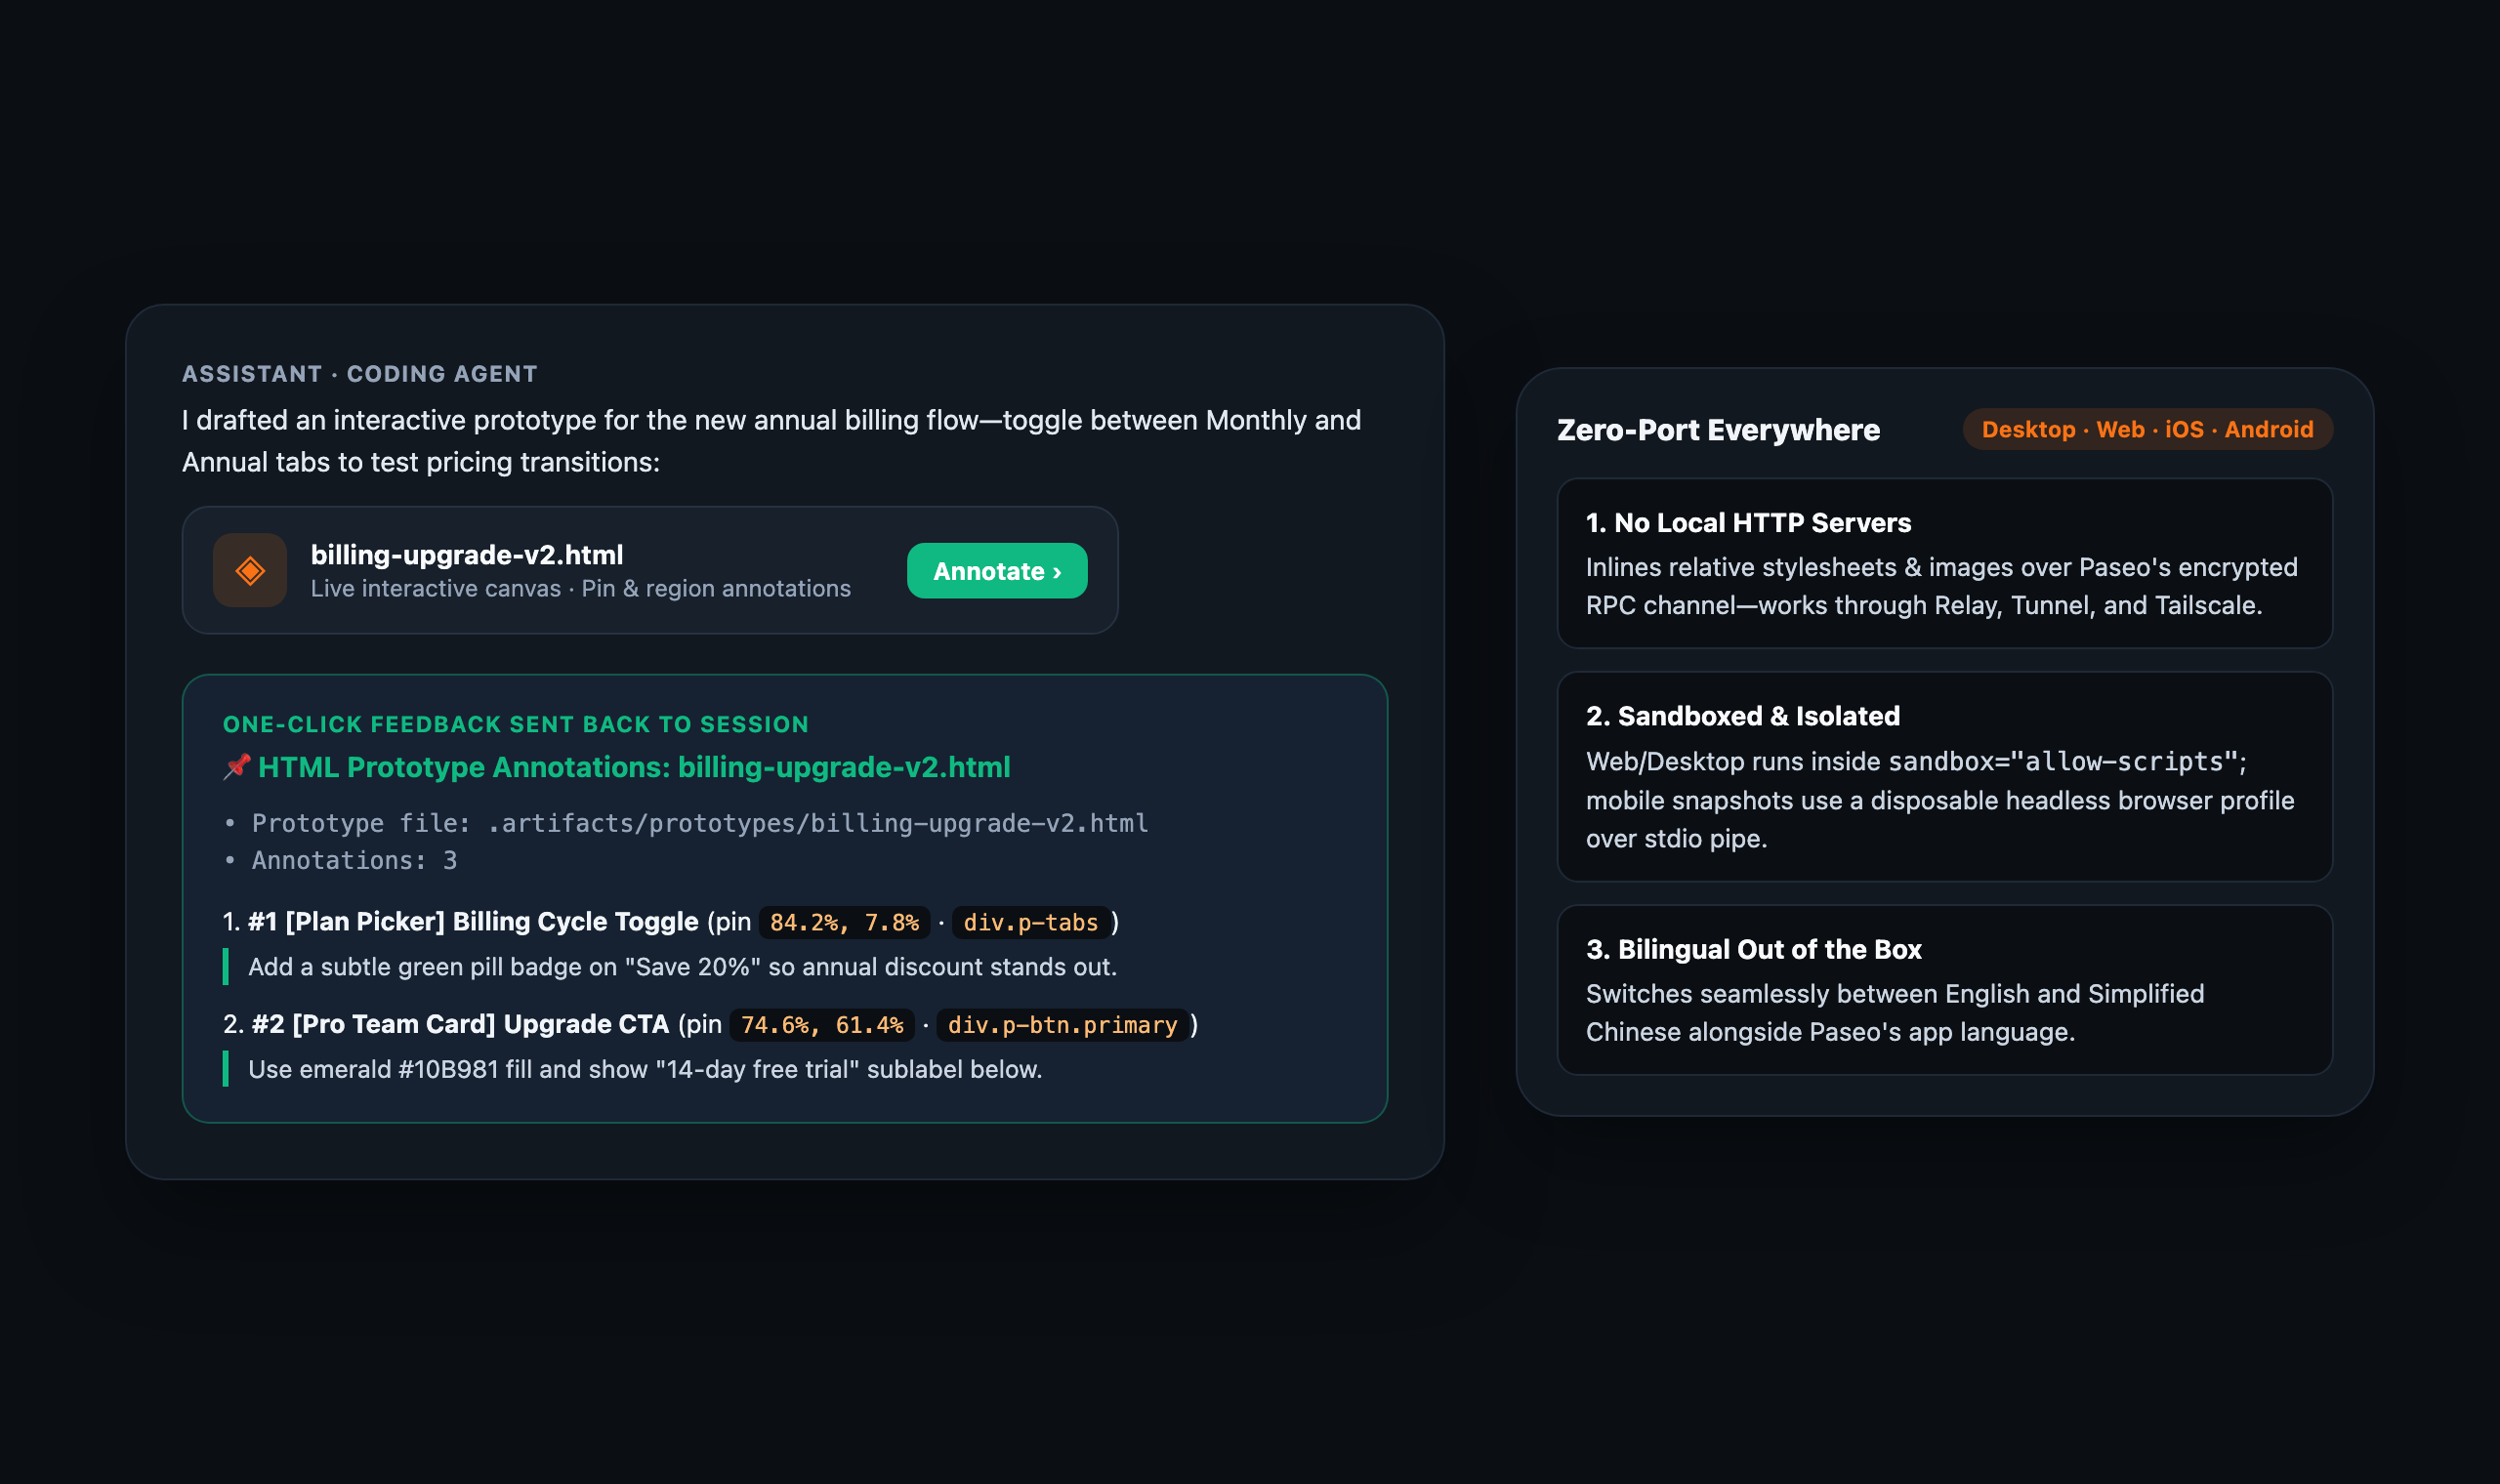 ASSISTANT · CODING AGENT
I drafted an interactive prototype for the new annual billing flow—toggle between Monthly and
Annual tabs to test pricing transitions:
billing-upgrade-v2.html
Live interactive canvas · Pin & region annotations
Annotate ›
ONE-CLICK FEEDBACK SENT BACK TO SESSION
📌 HTML Prototype Annotations: billing-upgrade-v2.html
• Prototype file: .artifacts/prototypes/billing-upgrade-v2.html
• Annotations: 3
1. #1 [Plan Picker] Billing Cycle Toggle (pin 84.2%, 7.8% · div.p-tabs)
Add a subtle green pill badge on "Save 20%" so annual discount stands out.
2. #2 [Pro Team Card] Upgrade CTA (pin 74.6%, 61.4% · div.p-btn.primary)
Use emerald #10B981 fill and show "14-day free trial" sublabel below.
Zero-Port Everywhere
Desktop · Web · iOS · Android
1. No Local HTTP Servers
Inlines relative stylesheets & images over Paseo's encrypted
RPC channel—works through Relay, Tunnel, and Tailscale.
2. Sandboxed & Isolated
Web/Desktop runs inside sandbox="allow-scripts";
mobile snapshots use a disposable headless browser profile
over stdio pipe.
3. Bilingual Out of the Box
Switches seamlessly between English and Simplified
Chinese alongside Paseo's app language.